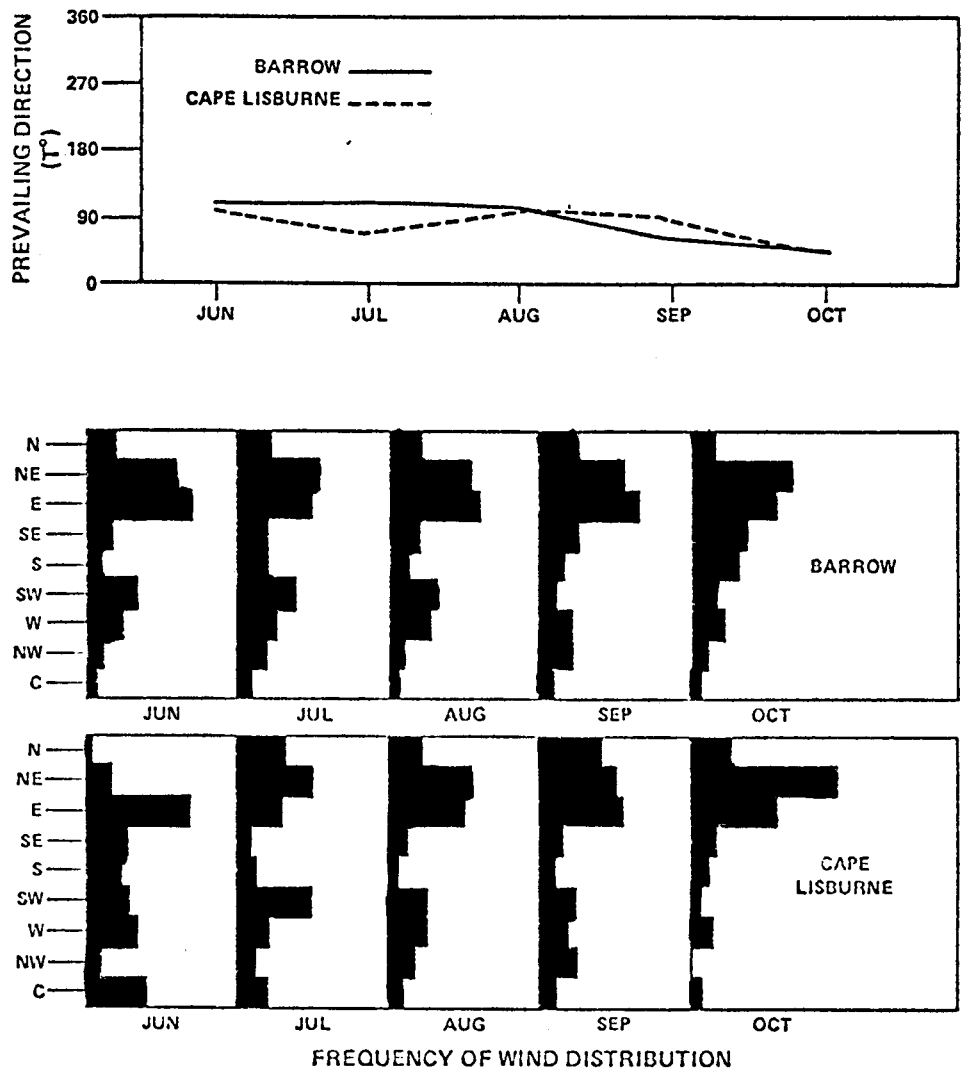 PREVAILING DIRECTION
(T°)
360
270
180
90
0
BARROW
CAPE LISBURNE
JUN JUL AUG SEP OCT
N
NE
E
SE
S
SW
W
NW
C
BARROW
JUN JUL AUG SEP OCT
N
NE
E
SE
S
SW
W
NW
C
CAPE
LISBURNE
JUN JUL AUG SEP OCT
FREQUENCY OF WIND DISTRIBUTION